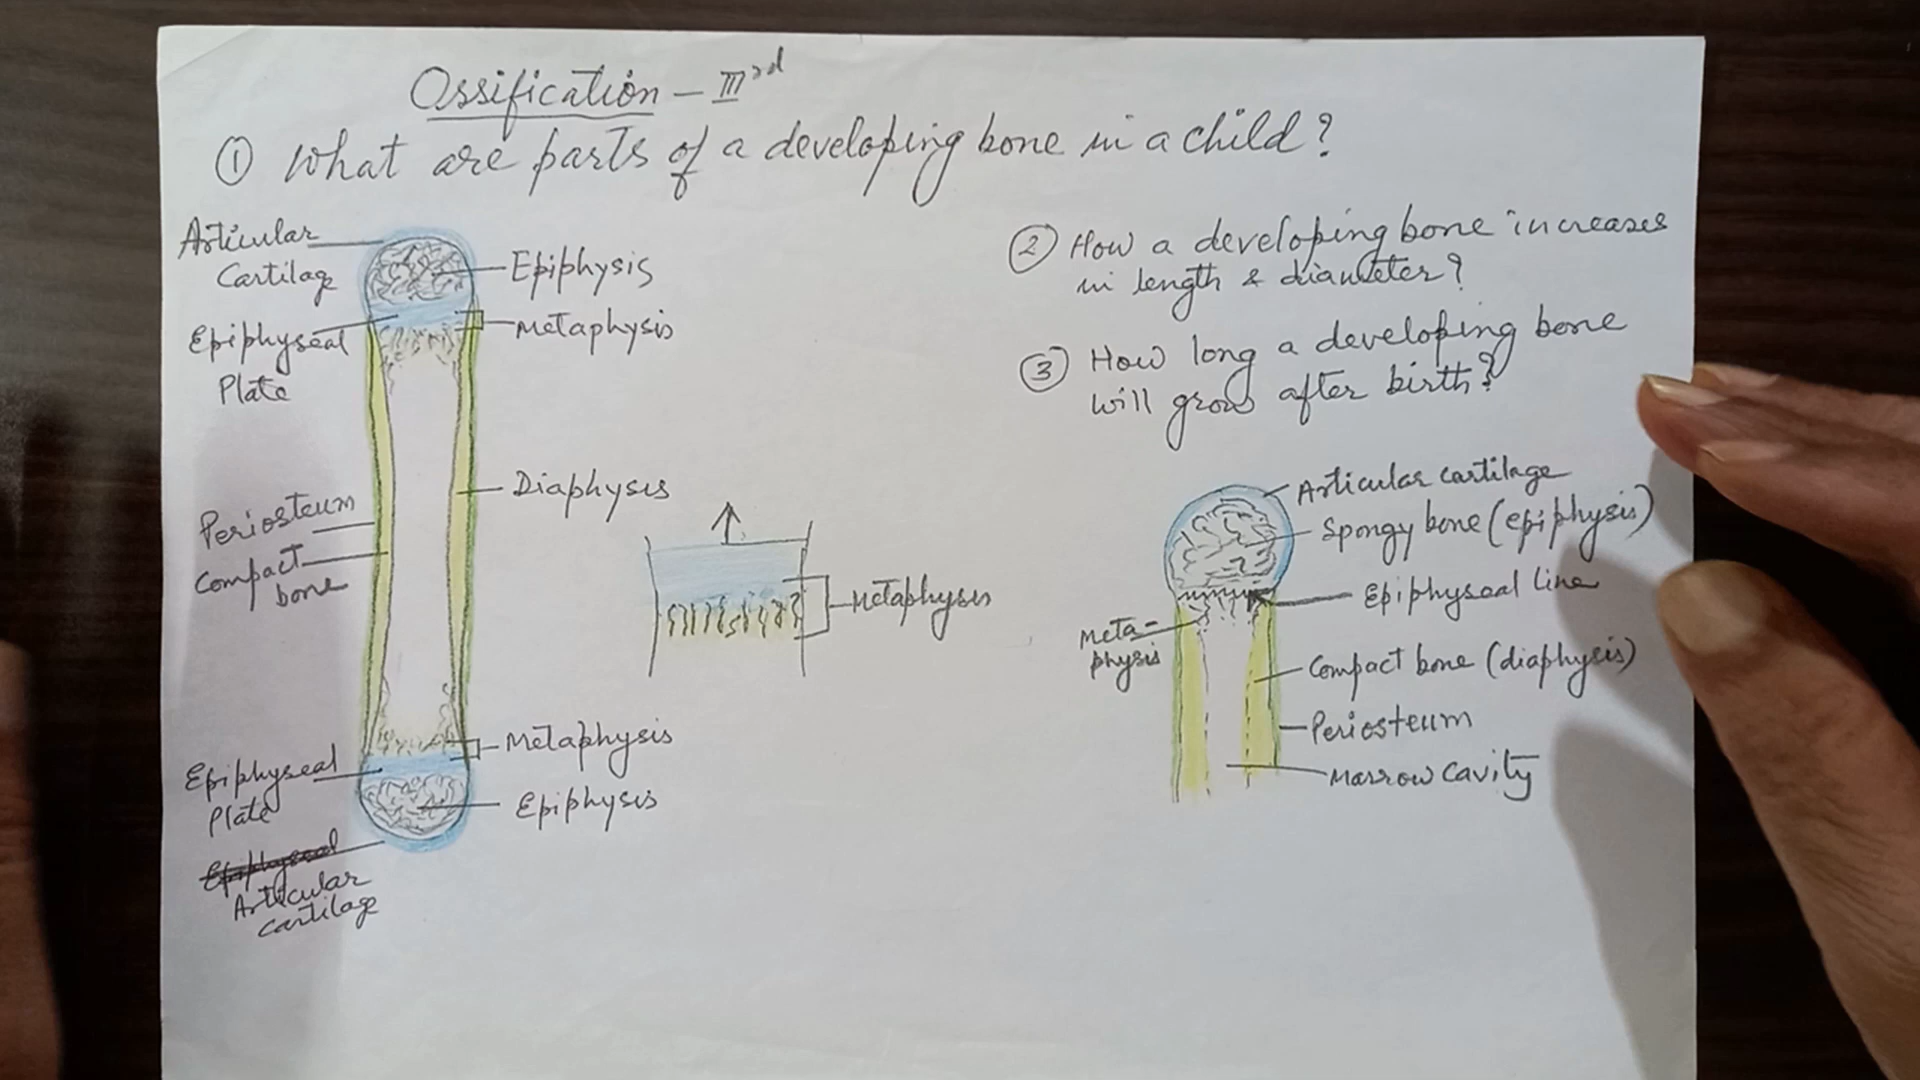 Ossification – IIIrd
① What are parts of a developing bone in a child?
Articular
Cartilage
Epiphysis
Epiphyseal
Plate
Metaphysis
Periosteum
Compact
bone
Diaphysis
Metaphysis
Epiphyseal
Plate
Epiphysis
Epiphyseal
Articular
Cartilage
Metaphysis
② How a developing bone increases
in length & diameter?
③ How long a developing bone
will grow after birth?
Articular cartilage
Spongy bone (epiphysis)
Epiphyseal line
Meta-
physis
Compact bone (diaphysis)
Periosteum
Marrow cavity